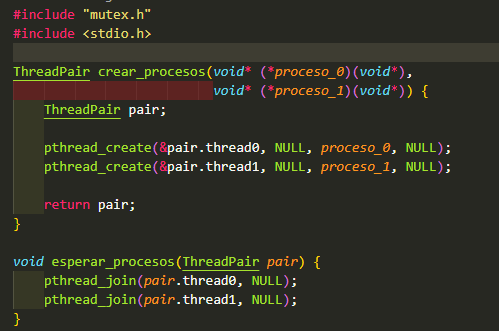 #include "mutex.h"
#include <stdio.h>

ThreadPair crear_procesos(void* (*proceso_0)(void*),
                          void* (*proceso_1)(void*)) {
    ThreadPair pair;

    pthread_create(&pair.thread0, NULL, proceso_0, NULL);
    pthread_create(&pair.thread1, NULL, proceso_1, NULL);

    return pair;
}

void esperar_procesos(ThreadPair pair) {
    pthread_join(pair.thread0, NULL);
    pthread_join(pair.thread1, NULL);
}